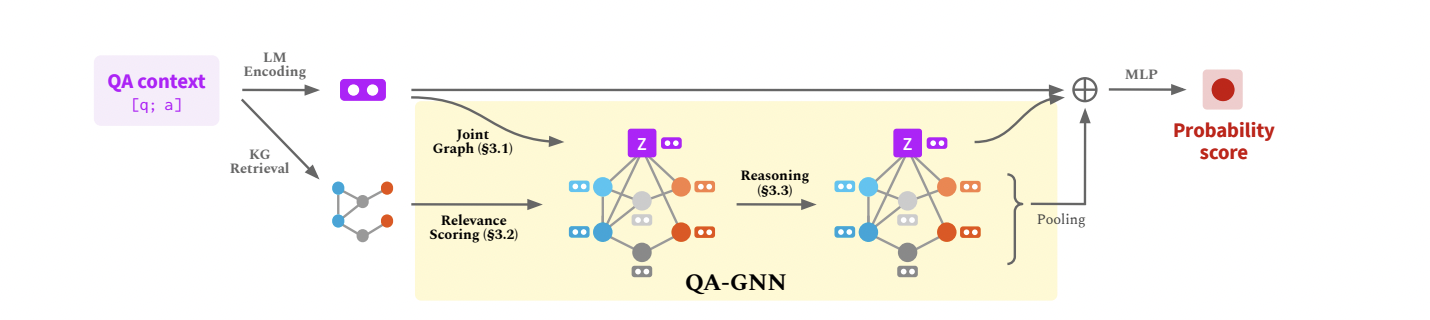 QA context
[q; a]
LM
Encoding
KG
Retrieval
Joint
Graph (§3.1)
Relevance
Scoring (§3.2)
Z
Reasoning
(§3.3)
Z
QA-GNN
Pooling
MLP
Probability
score